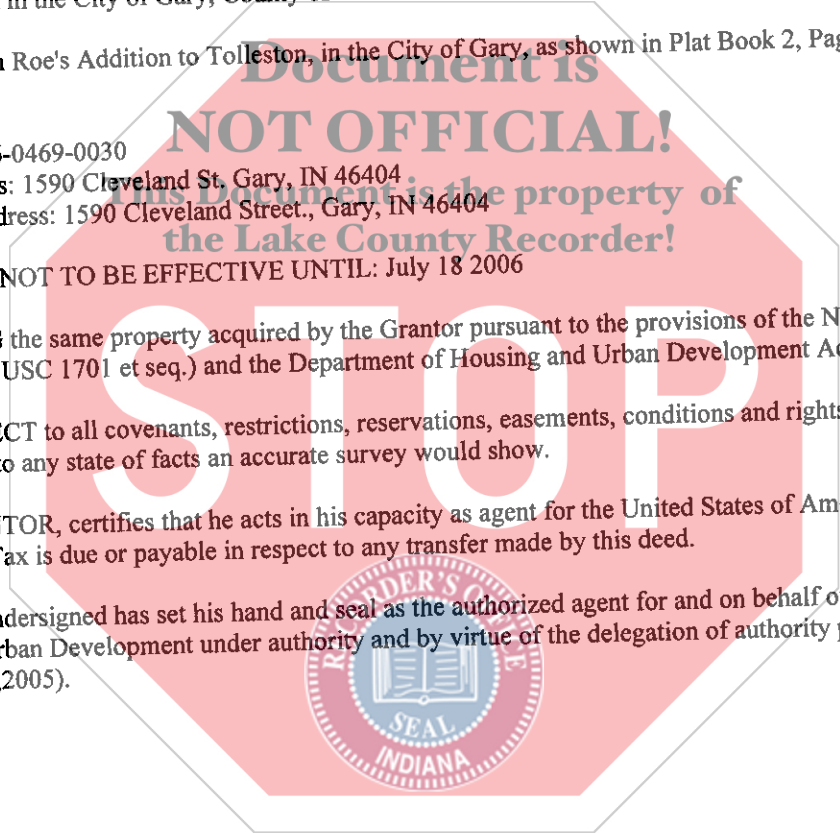 in the City of Gary, County of
Roe's Addition to Tolleston, in the City of Gary, as shown in Plat Book 2, Pag
Document is
NOT OFFICIAL!
This Document is the property of
the Lake County Recorder!
-0469-0030
s: 1590 Cleveland St. Gary, IN 46404
dress: 1590 Cleveland Street., Gary, IN 46404
NOT TO BE EFFECTIVE UNTIL: July 18 2006
the same property acquired by the Grantor pursuant to the provisions of the N
USC 1701 et seq.) and the Department of Housing and Urban Development Ac
CT to all covenants, restrictions, reservations, easements, conditions and rights
o any state of facts an accurate survey would show.
STOP
TOR, certifies that he acts in his capacity as agent for the United States of Am
Tax is due or payable in respect to any transfer made by this deed.
ndersigned has set his hand and seal as the authorized agent for and on behalf o
rban Development under authority and by virtue of the delegation of authority p
,2005).
RECORDER'S OFFICE
SEAL
INDIANA